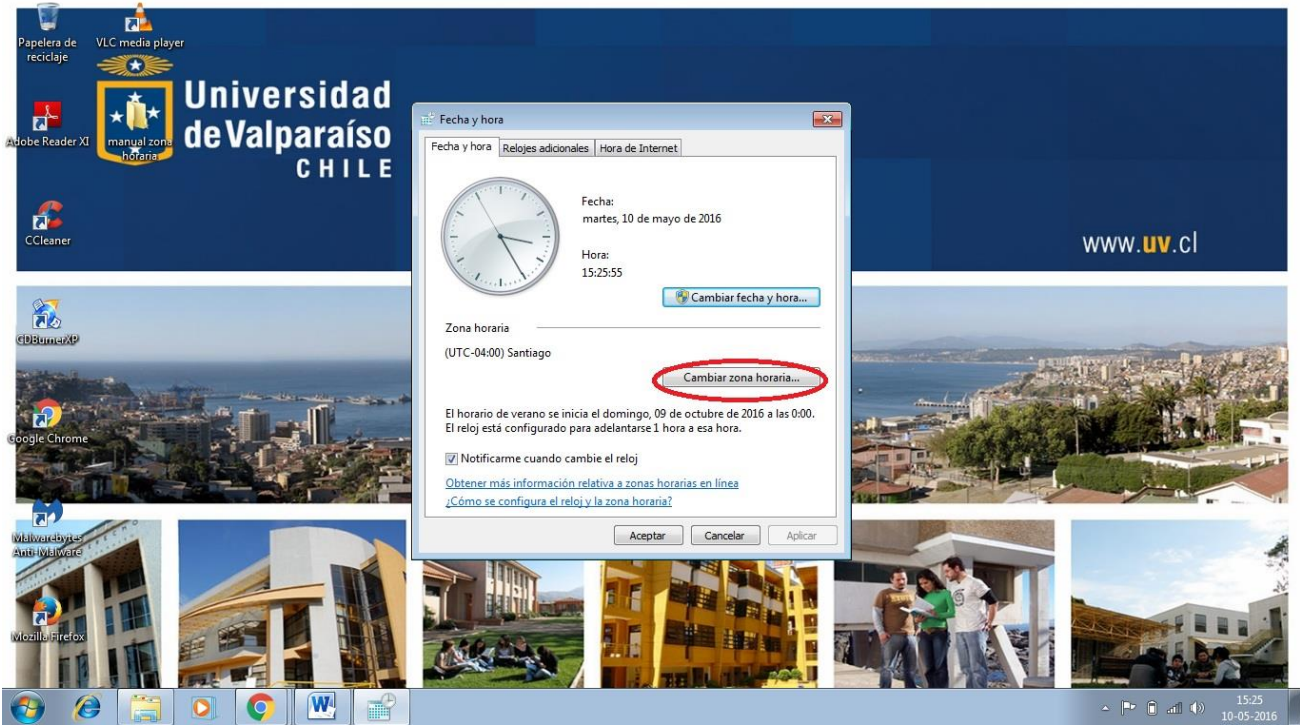 Papelera de
reciclaje
VLC media player
Adobe Reader XI
manual zona
horaria
CCleaner
CDBurnerXP
Google Chrome
Malwarebytes
Anti-Malware
Mozilla Firefox
Universidad
de Valparaíso
CHILE
www.uv.cl
Fecha y hora
Fecha y hora
Relojes adicionales
Hora de Internet
Fecha:
martes, 10 de mayo de 2016
Hora:
15:25:55
Cambiar fecha y hora...
Zona horaria
(UTC-04:00) Santiago
Cambiar zona horaria...
El horario de verano se inicia el domingo, 09 de octubre de 2016 a las 0:00.
El reloj está configurado para adelantarse 1 hora a esa hora.
Notificarme cuando cambie el reloj
Obtener más información relativa a zonas horarias en línea
¿Cómo se configura el reloj y la zona horaria?
Aceptar
Cancelar
Aplicar
W
15:25
10-05-2016